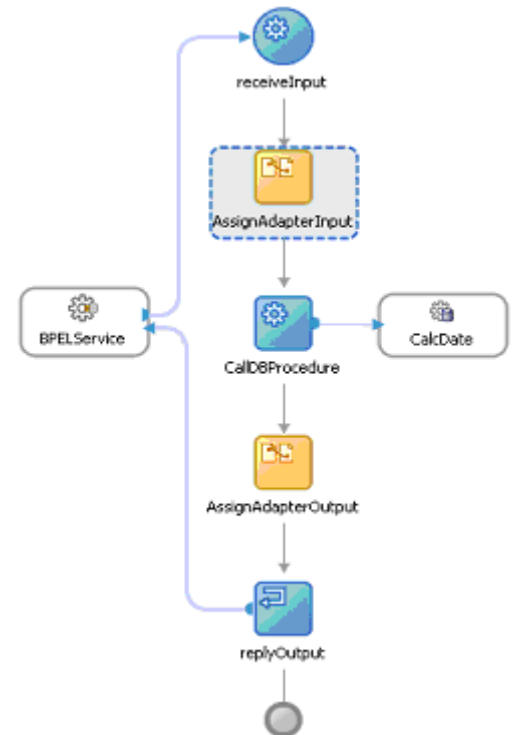 receiveInput
AssignAdapterInput
BPELService
CallDBProcedure
CalcDate
AssignAdapterOutput
replyOutput